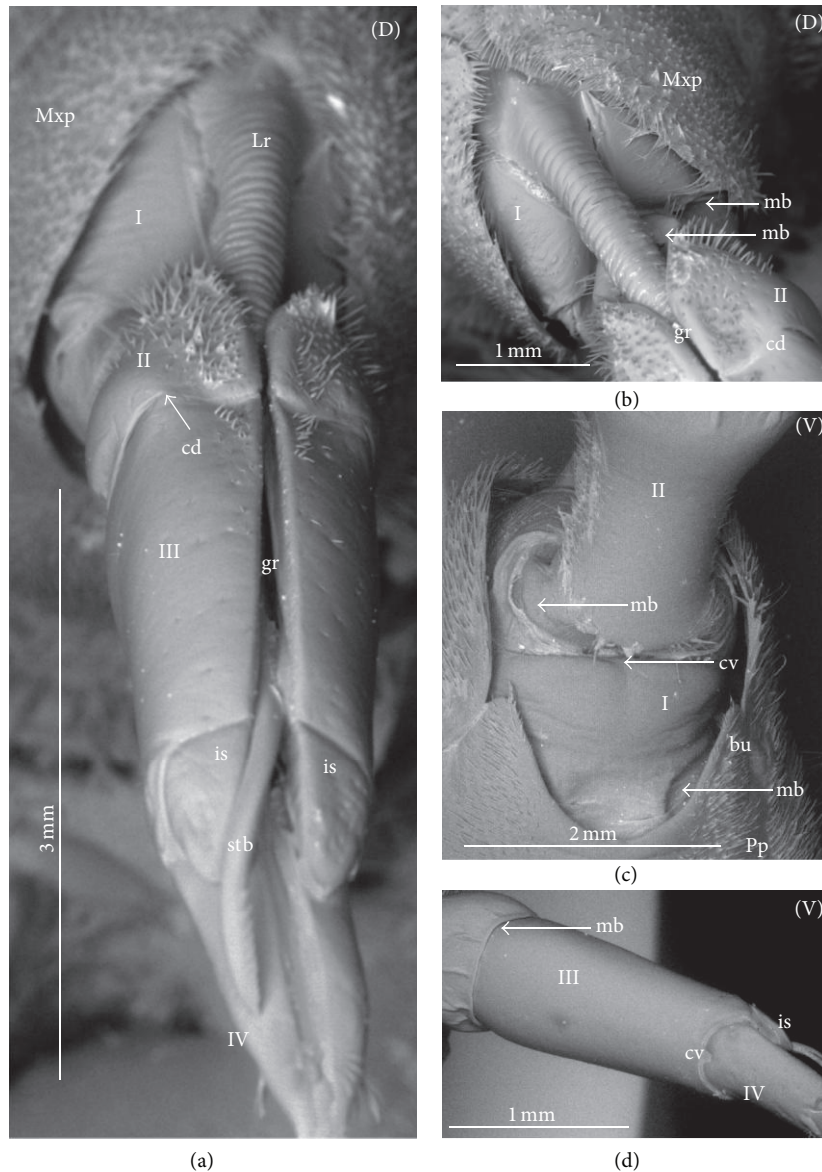 (D)
Mxp
Lr
I
II
cd
III
gr
is
is
3 mm
stb
IV
(a)
(D)
Mxp
mb
I
mb
II
gr
cd
1 mm
(b)
(V)
II
mb
cv
I
bu
mb
2 mm
Pp
(c)
(V)
mb
III
is
cv
IV
1 mm
(d)